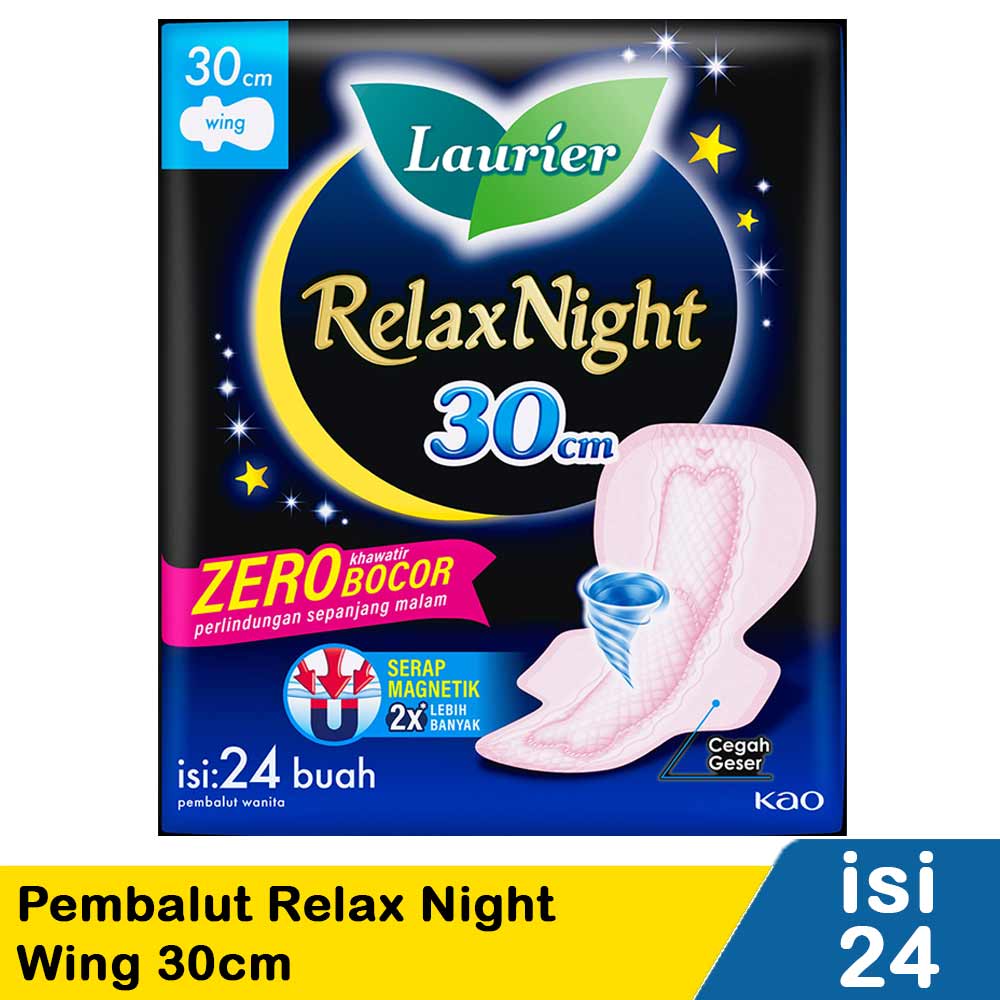 30cm
wing
Laurier
RelaxNight
30cm
ZERO khawatir BOCOR
perlindungan sepanjang malam
SERAP
MAGNETIK
2x* LEBIH BANYAK
Cegah
Geser
isi:24 buah
pembalut wanita
Kao
Pembalut Relax Night
Wing 30cm
isi
24